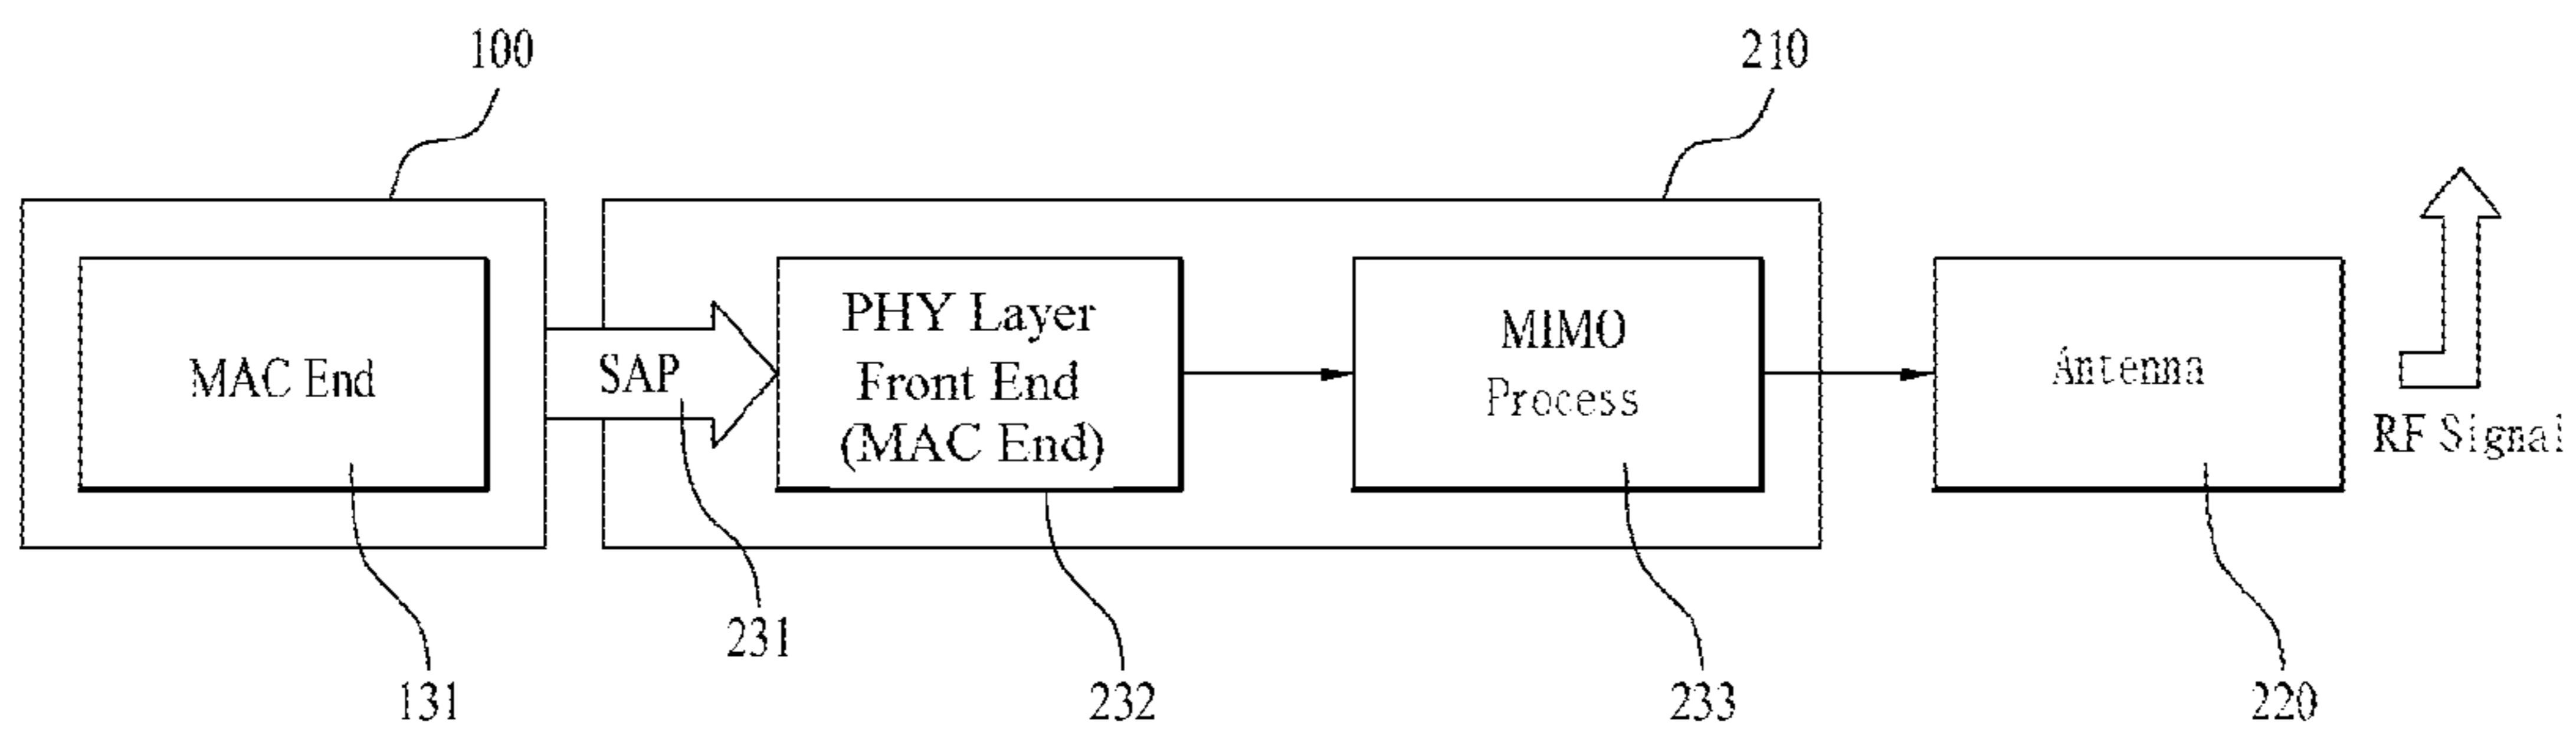 100
210
MAC End
SAP
PHY Layer
Front End
(MAC End)
MIMO
Process
Antenna
RF Signal
231
131
232
233
220